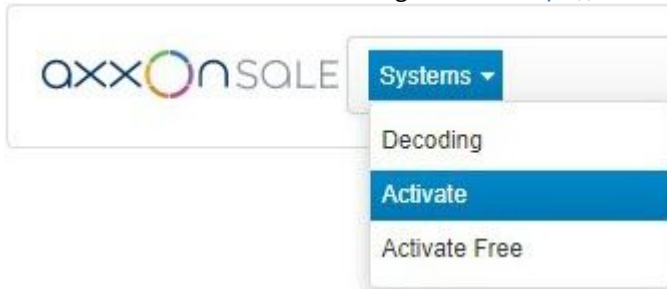 axxonsale
Systems
Decoding
Activate
Activate Free